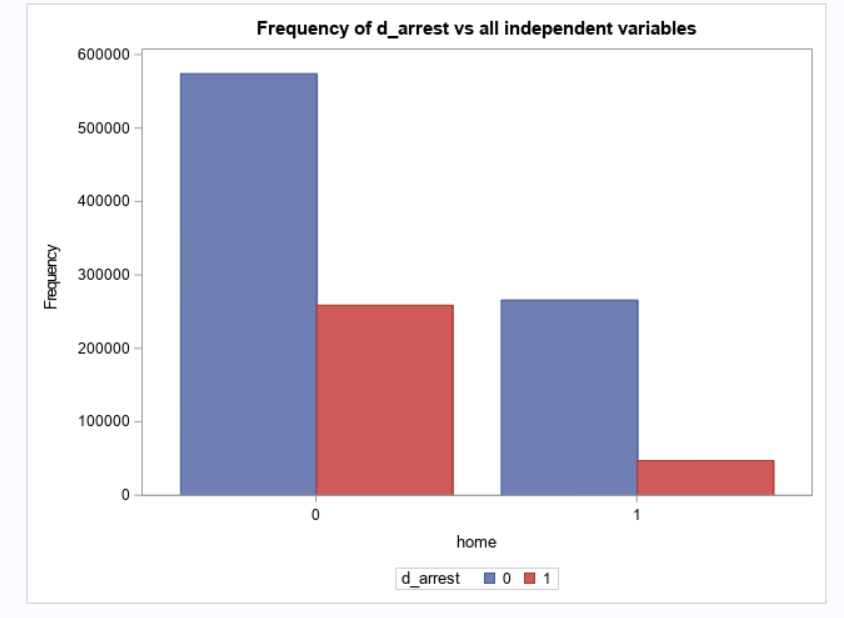 Frequency of d_arrest vs all independent variables
600000
500000
400000
300000
200000
100000
0
Frequency
0 1
home
d_arrest 0 1